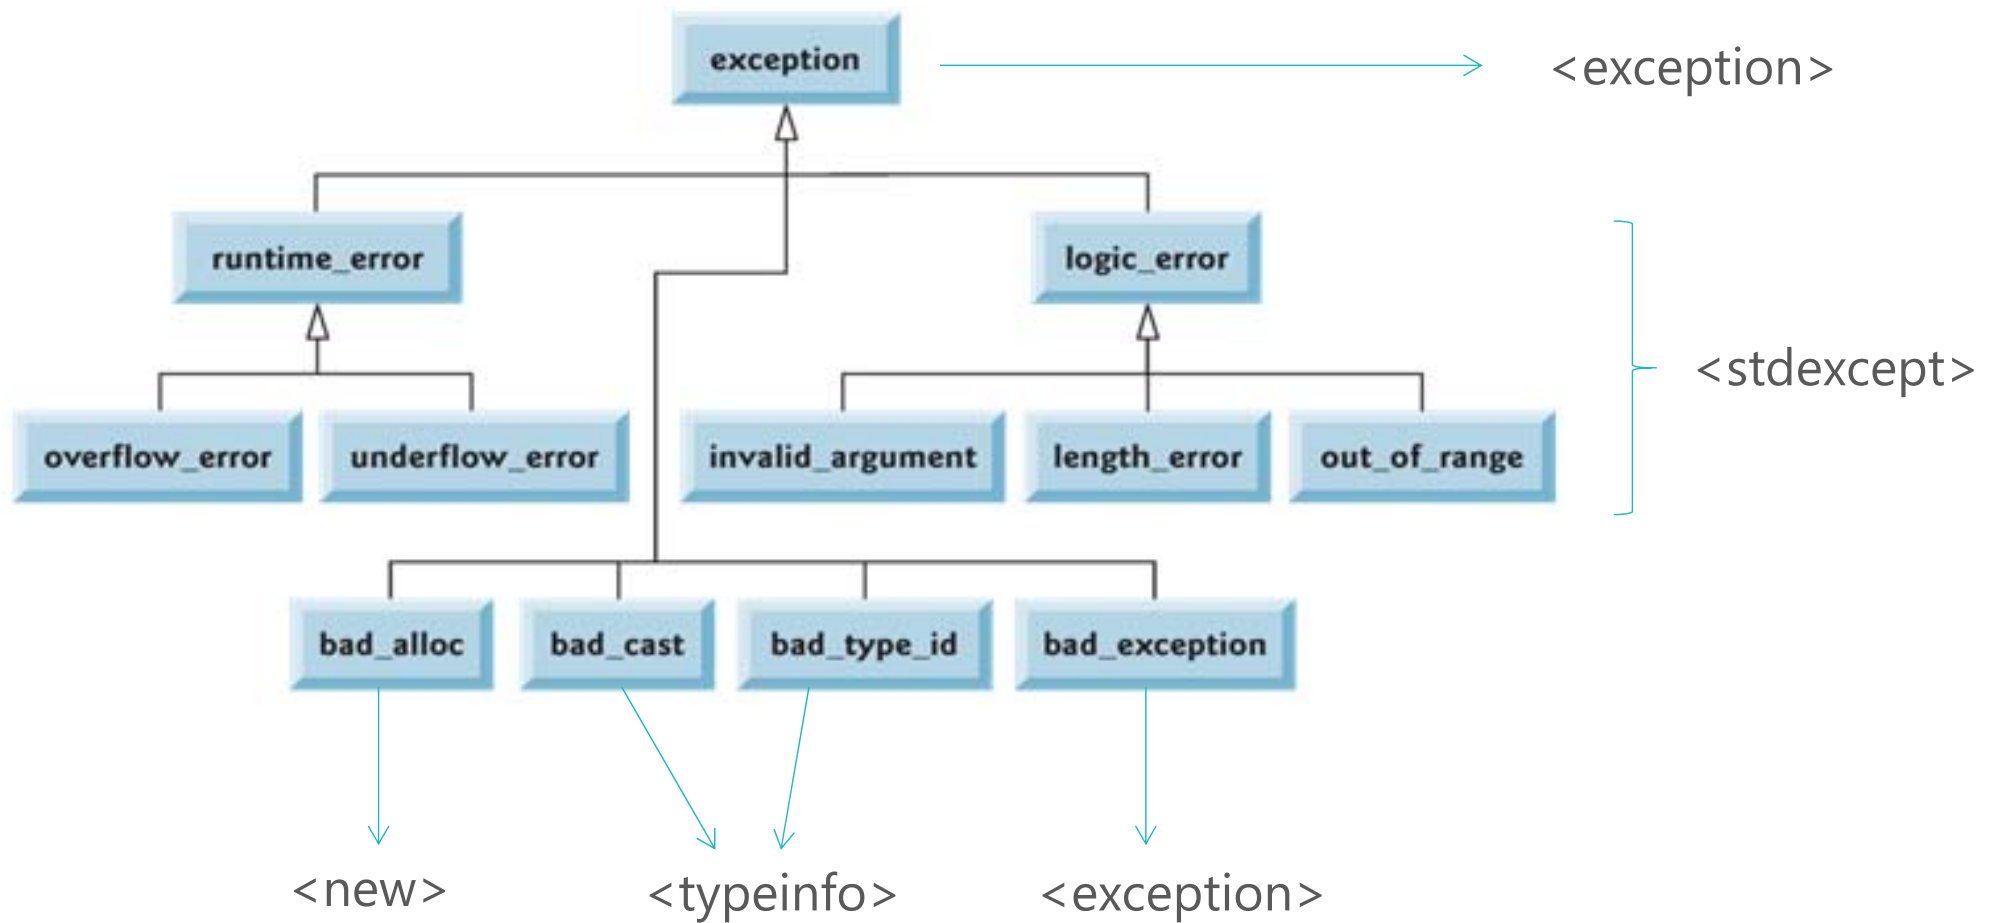 exception
<exception>
runtime_error
logic_error
<stdexcept>
overflow_error
underflow_error
invalid_argument
length_error
out_of_range
bad_alloc
bad_cast
bad_type_id
bad_exception
<new>
<typeinfo>
<exception>